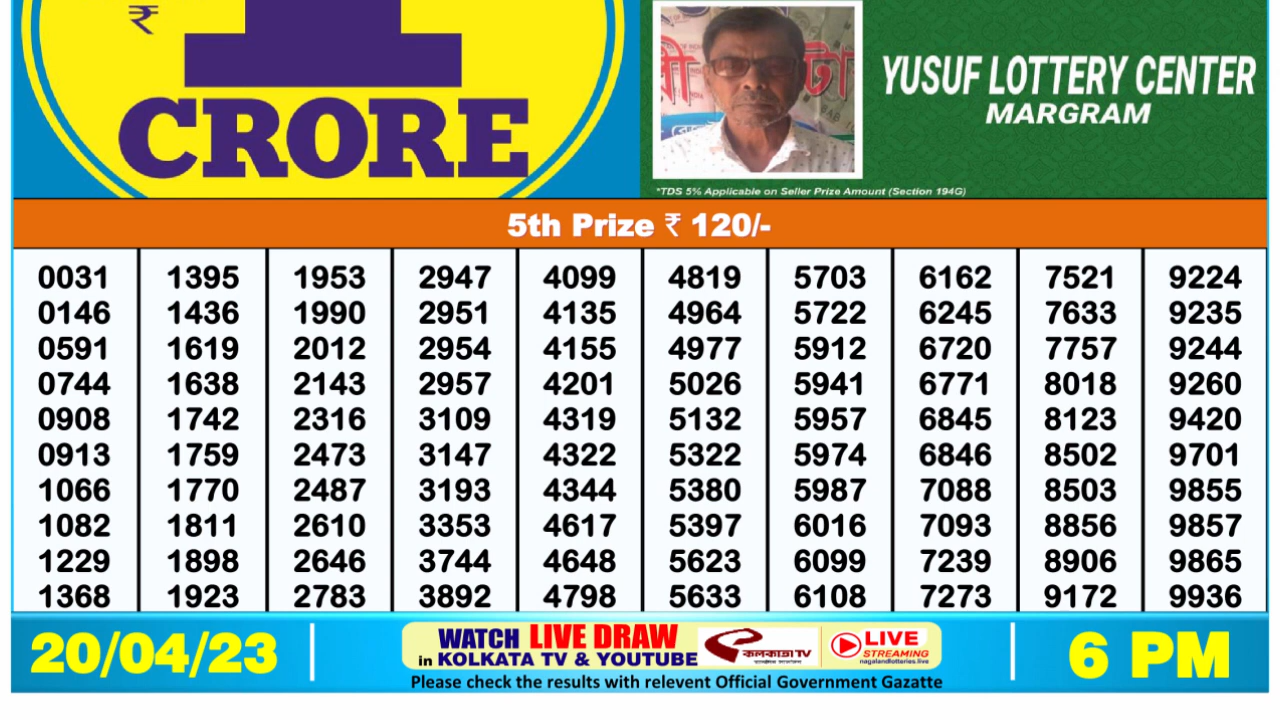 ₹
CRORE
YUSUF LOTTERY CENTER
MARGRAM
*TDS 5% Applicable on Seller Prize Amount (Section 194G)
5th Prize ₹ 120/-
0031 1395 1953 2947 4099 4819 5703 6162 7521 9224
0146 1436 1990 2951 4135 4964 5722 6245 7633 9235
0591 1619 2012 2954 4155 4977 5912 6720 7757 9244
0744 1638 2143 2957 4201 5026 5941 6771 8018 9260
0908 1742 2316 3109 4319 5132 5957 6845 8123 9420
0913 1759 2473 3147 4322 5322 5974 6846 8502 9701
1066 1770 2487 3193 4344 5380 5987 7088 8503 9855
1082 1811 2610 3353 4617 5397 6016 7093 8856 9857
1229 1898 2646 3744 4648 5623 6099 7239 8906 9865
1368 1923 2783 3892 4798 5633 6108 7273 9172 9936
20/04/23
WATCH LIVE DRAW
in KOLKATA TV & YOUTUBE
কলকাতা TV
LIVE
STREAMING
nagalandlotteries.live
Please check the results with relevent Official Government Gazatte
6 PM